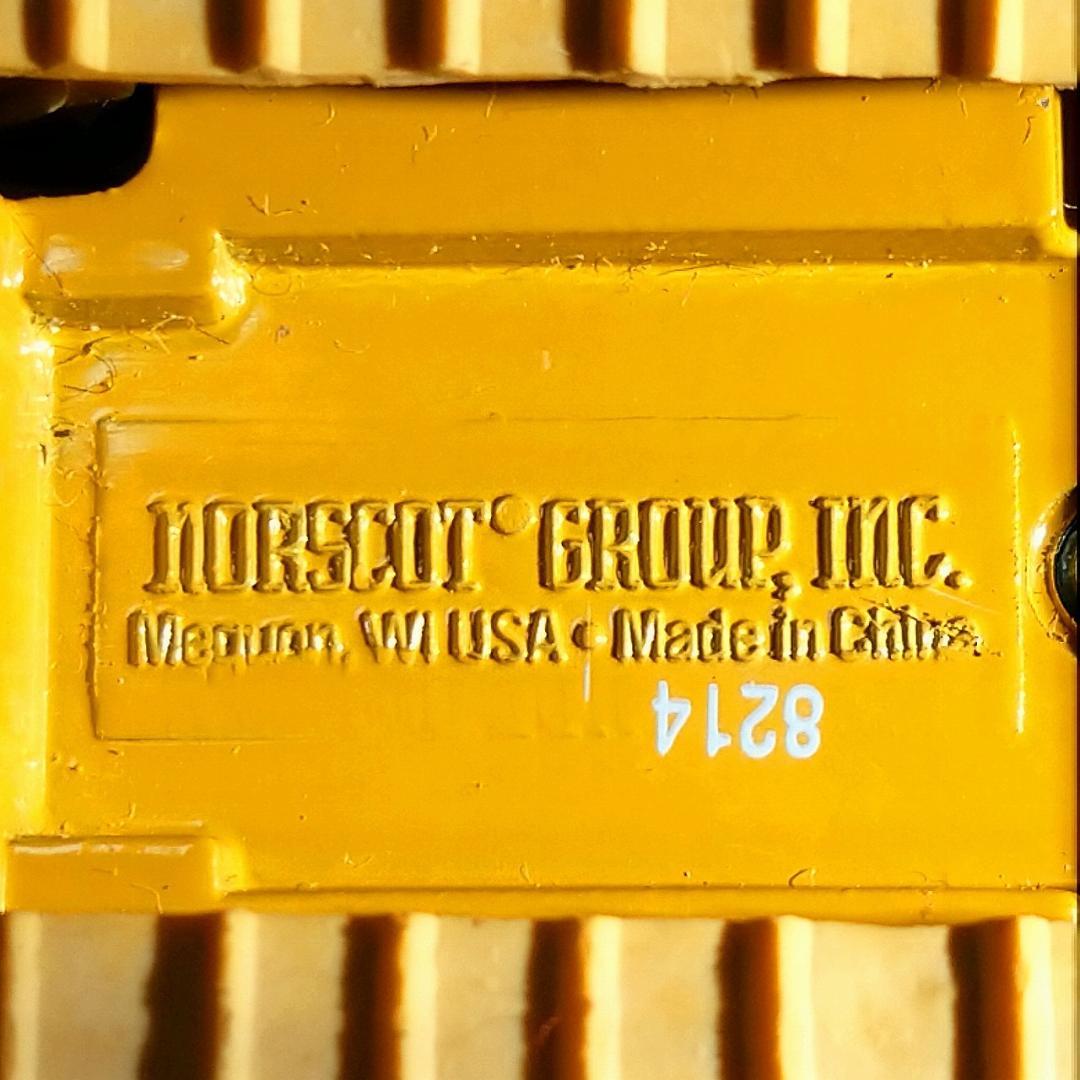 NORSCOT® GROUP, INC.
Mequon, WI USA • Made in China
8214